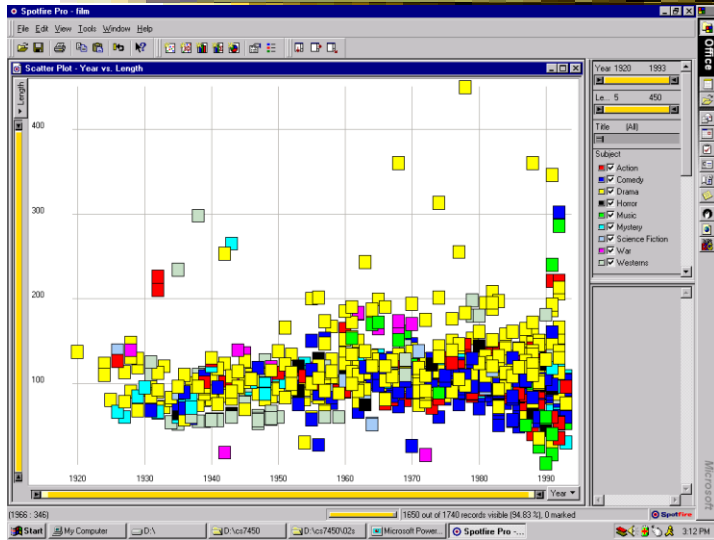 Spotfire Pro - film
File Edit View Tools Window Help
Scatter Plot - Year vs. Length
Length
400
300
200
100
1920 1930 1940 1950 1960 1970 1980 1990
Year
Year 1920 1993
Le... 5 450
Title (All)
Subject
Action
Comedy
Drama
Horror
Music
Mystery
Science Fiction
War
Westerns
Office
Microsoft
(1966 : 346)
1650 out of 1740 records visible (94.83 %), 0 marked
Spotfire
Start My Computer D:\ D:\cs7450 D:\cs7450\02s Microsoft Power... Spotfire Pro -... 3:12 PM